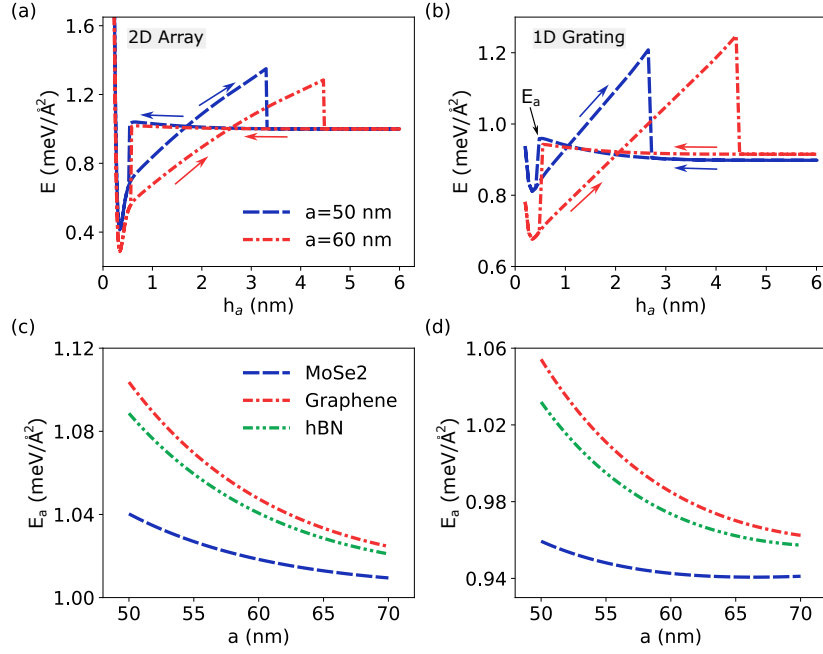 (a)
2D Array
1.6
1.2
0.8
0.4
E (meV/Å²)
a=50 nm
a=60 nm
0 1 2 3 4 5 6
hₐ (nm)
(b)
1D Grating
Eₐ
1.2
1.0
0.8
0.6
E (meV/Å²)
0 1 2 3 4 5 6
hₐ (nm)
(c)
1.12
1.08
1.04
1.00
Eₐ (meV/Å²)
MoSe2
Graphene
hBN
50 55 60 65 70
a (nm)
(d)
1.06
1.02
0.98
0.94
Eₐ (meV/Å²)
50 55 60 65 70
a (nm)